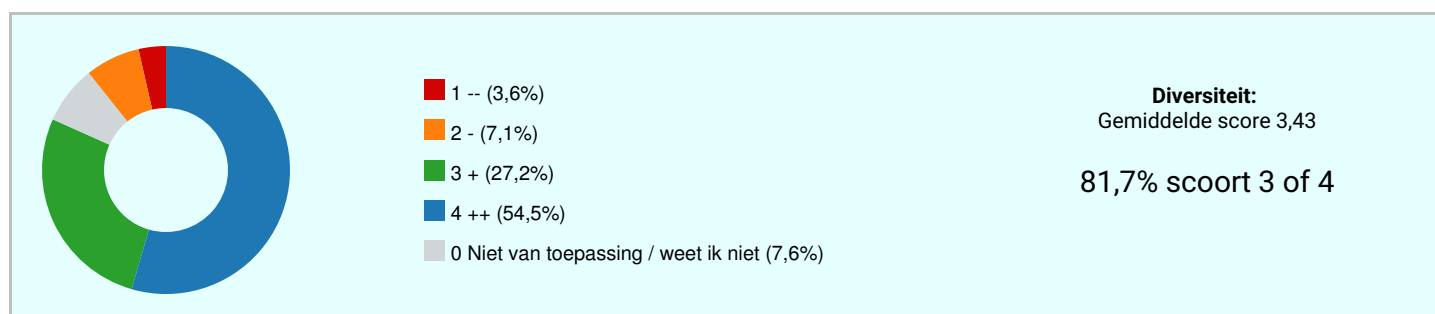 1 -- (3,6%)
2 - (7,1%)
3 + (27,2%)
4 ++ (54,5%)
0 Niet van toepassing / weet ik niet (7,6%)
Diversiteit:
Gemiddelde score 3,43
81,7% scoort 3 of 4